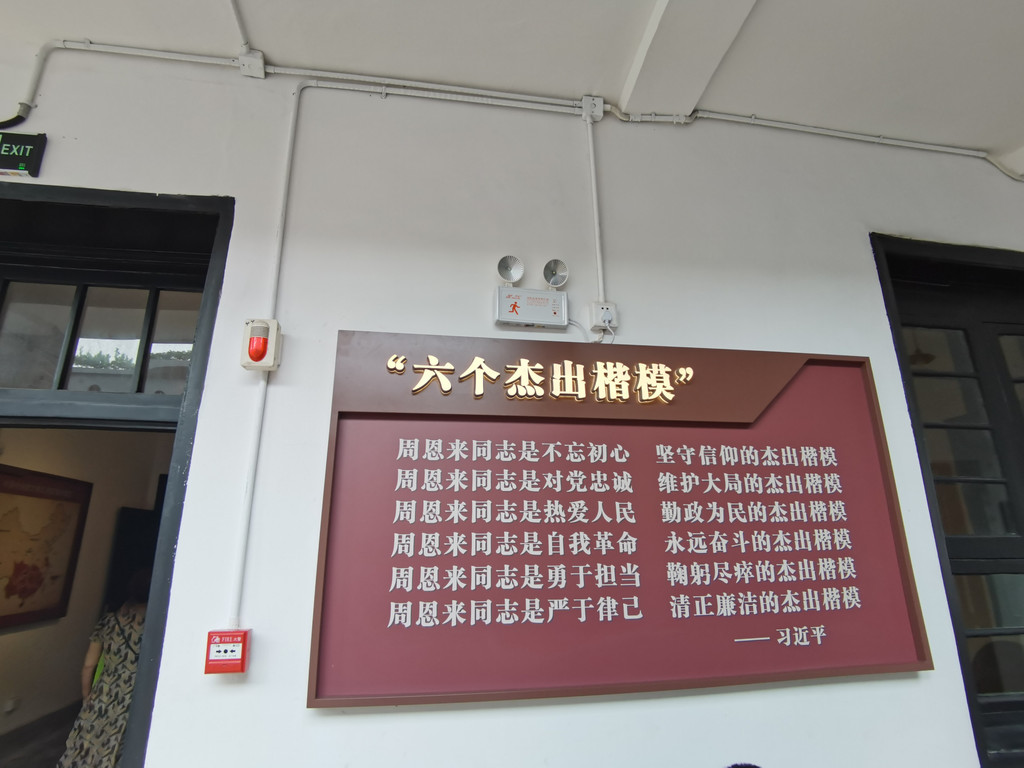 EXIT
“六个杰出楷模”
周恩来同志是不忘初心 坚守信仰的杰出楷模
周恩来同志是对党忠诚 维护大局的杰出楷模
周恩来同志是热爱人民 勤政为民的杰出楷模
周恩来同志是自我革命 永远奋斗的杰出楷模
周恩来同志是勇于担当 鞠躬尽瘁的杰出楷模
周恩来同志是严于律己 清正廉洁的杰出楷模
—— 习近平
FIRE